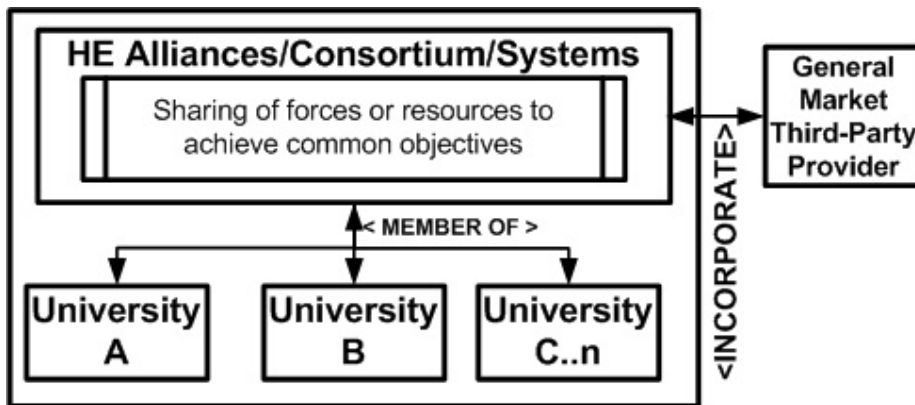 HE Alliances/Consortium/Systems
Sharing of forces or resources to
achieve common objectives
General
Market
Third-Party
Provider
<INCORPORATE>
< MEMBER OF >
University
A
University
B
University
C..n